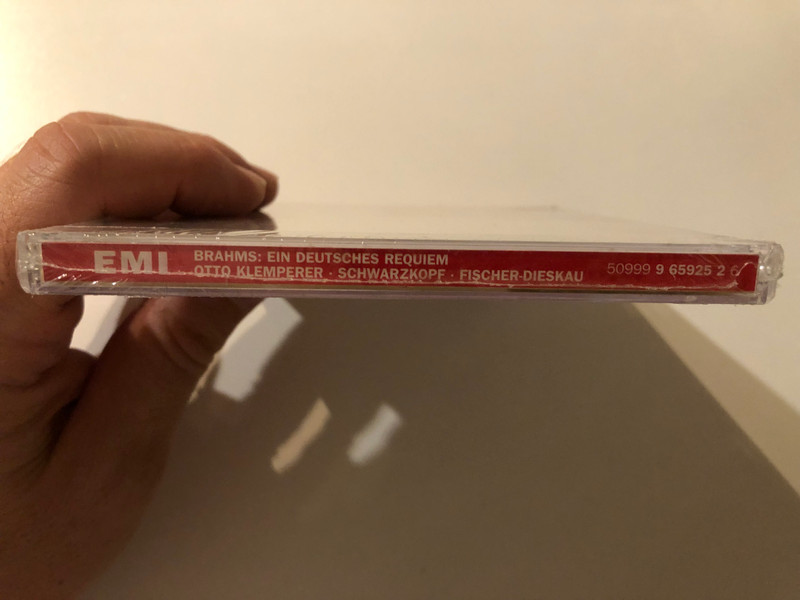 EMI
BRAHMS: EIN DEUTSCHES REQUIEM
OTTO KLEMPERER · SCHWARZKOPF · FISCHER-DIESKAU
50999 9 65925 2 6